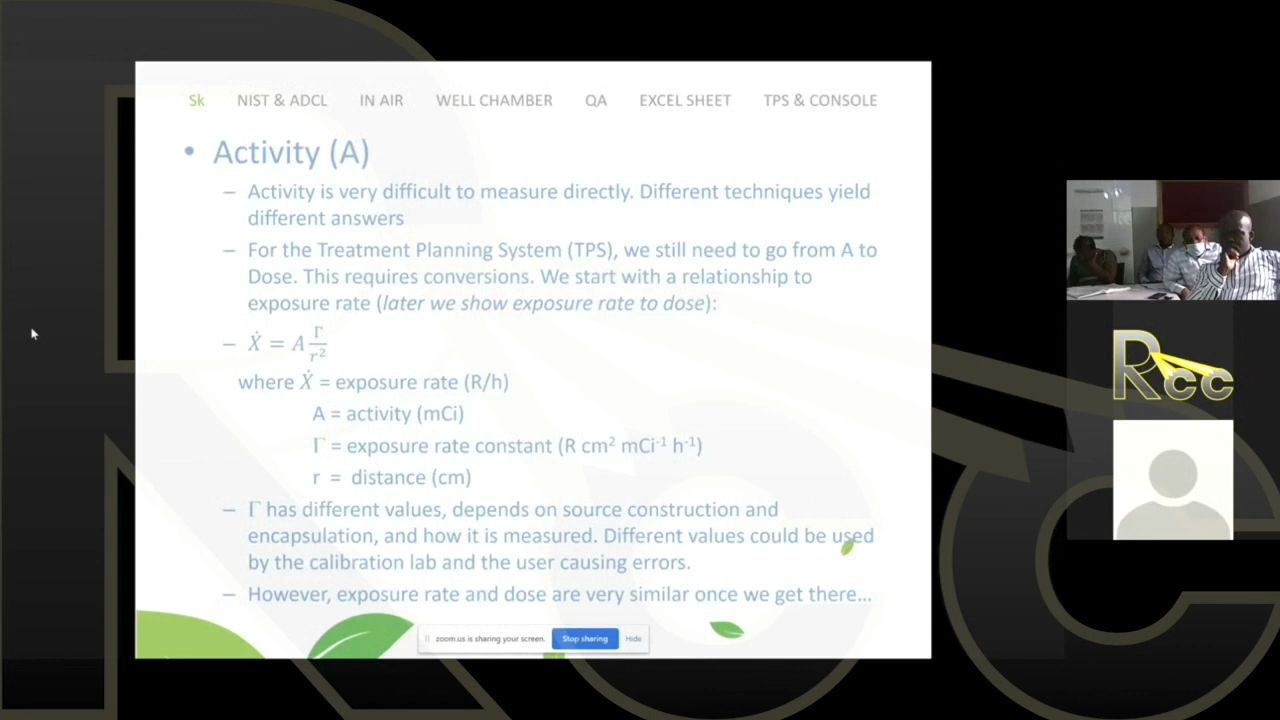 Sk NIST & ADCL IN AIR WELL CHAMBER QA EXCEL SHEET TPS & CONSOLE
• Activity (A)
– Activity is very difficult to measure directly. Different techniques yield
different answers
– For the Treatment Planning System (TPS), we still need to go from A to
Dose. This requires conversions. We start with a relationship to
exposure rate (later we show exposure rate to dose):
– Ẋ = A Γ/r²
where Ẋ = exposure rate (R/h)
A = activity (mCi)
Γ = exposure rate constant (R cm² mCi⁻¹ h⁻¹)
r = distance (cm)
– Γ has different values, depends on source construction and
encapsulation, and how it is measured. Different values could be used
by the calibration lab and the user causing errors.
– However, exposure rate and dose are very similar once we get there…
zoom.us is sharing your screen. Stop sharing Hide
Rcc